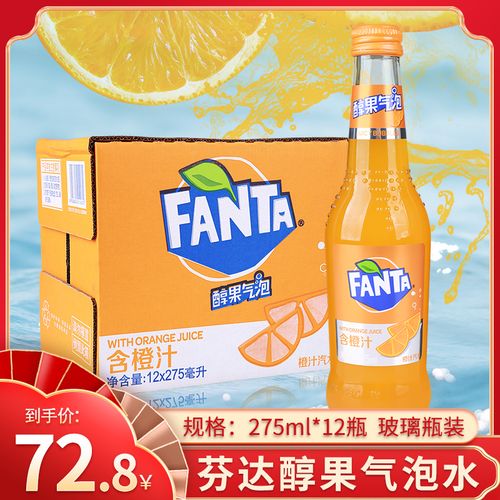 醇果气泡
FANTA
醇果气泡
WITH ORANGE JUICE
含橙汁
橙汁汽水
净含量:12x275毫升
FANTA
WITH ORANGE JUICE
含橙汁
规格：275ml*12瓶 玻璃瓶装
到手价:
72.8¥
芬达醇果气泡水